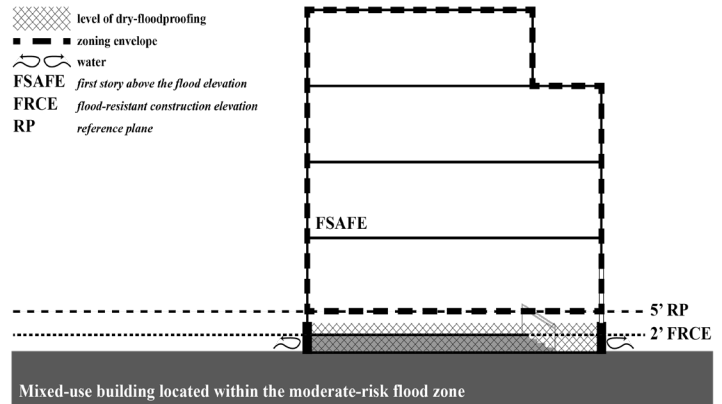 level of dry-floodproofing
zoning envelope
water
FSAFE first story above the flood elevation
FRCE flood-resistant construction elevation
RP reference plane
FSAFE
5' RP
2' FRCE
Mixed-use building located within the moderate-risk flood zone